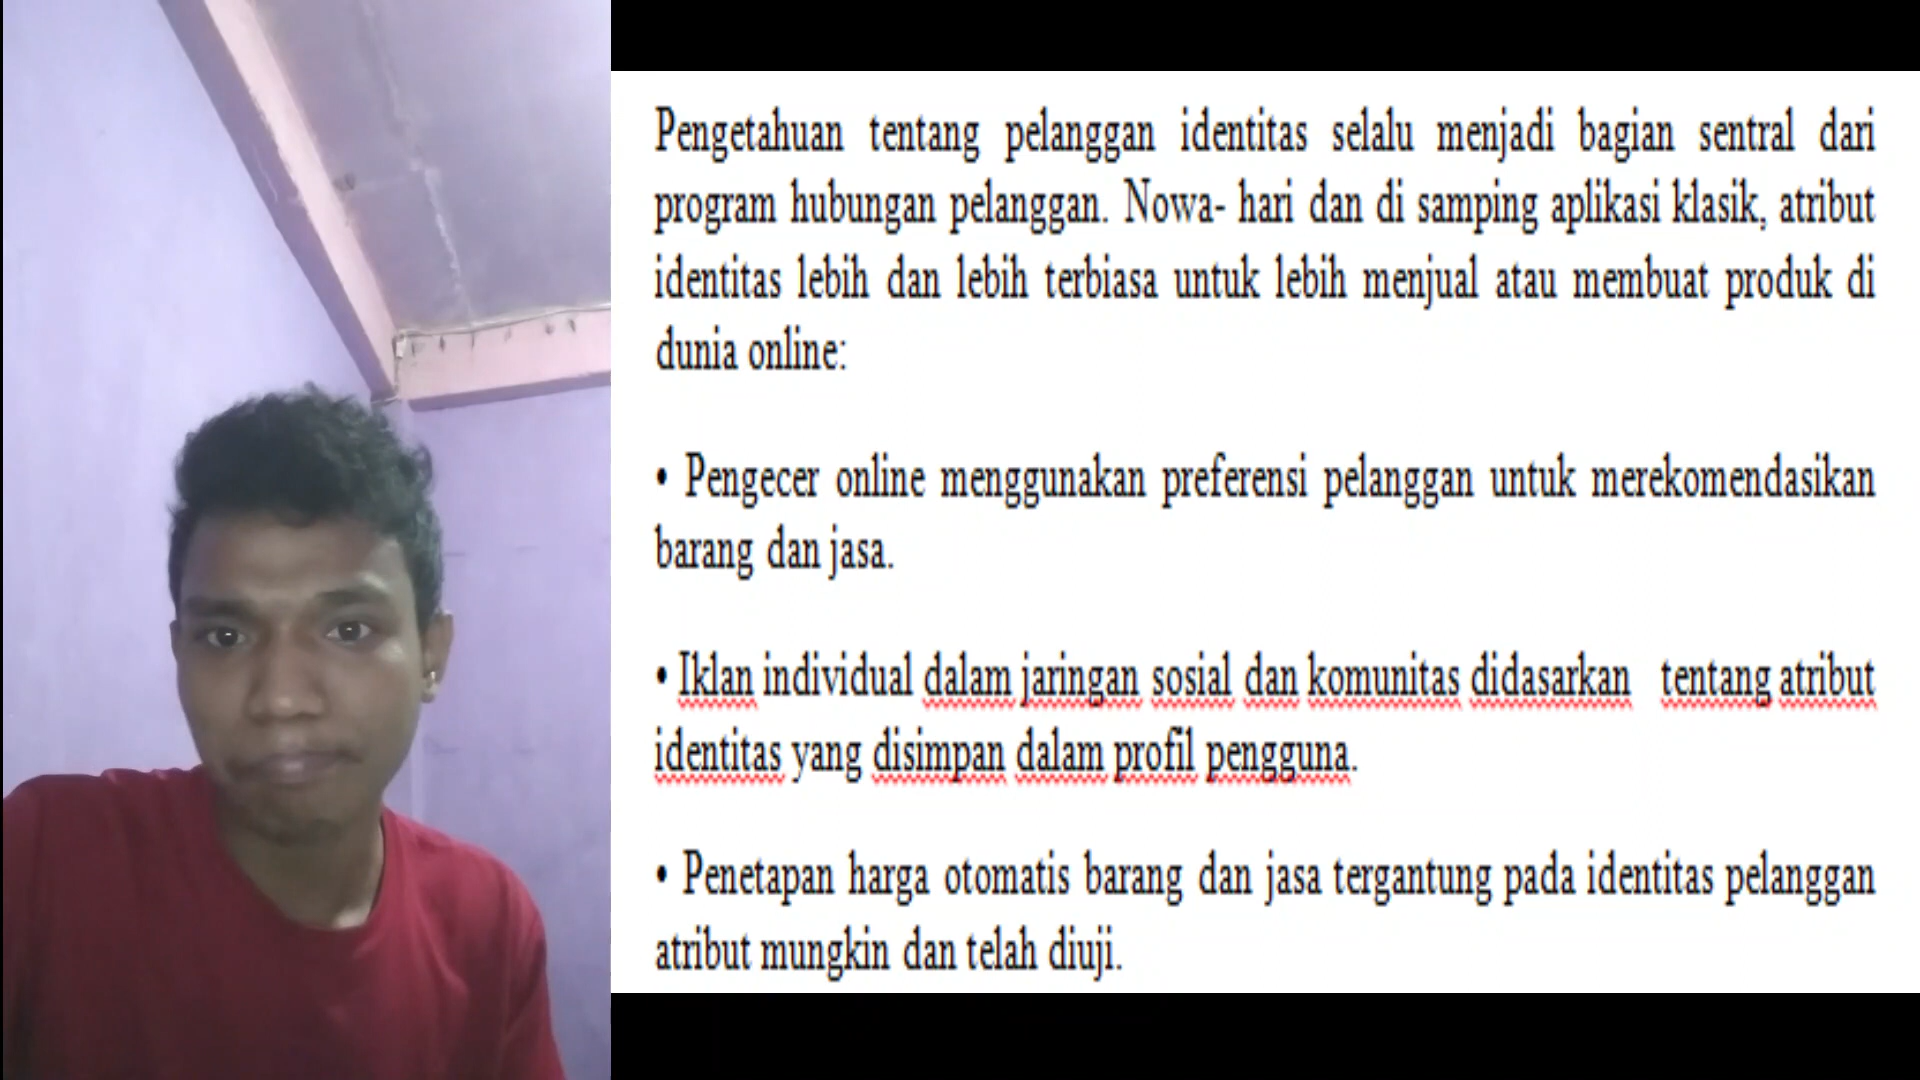 Pengetahuan tentang pelanggan identitas selalu menjadi bagian sentral dari
program hubungan pelanggan. Nowa- hari dan di samping aplikasi klasik, atribut
identitas lebih dan lebih terbiasa untuk lebih menjual atau membuat produk di
dunia online:
• Pengecer online menggunakan preferensi pelanggan untuk merekomendasikan
barang dan jasa.
• Iklan individual dalam jaringan sosial dan komunitas didasarkan tentang atribut
identitas yang disimpan dalam profil pengguna.
• Penetapan harga otomatis barang dan jasa tergantung pada identitas pelanggan
atribut mungkin dan telah diuji.